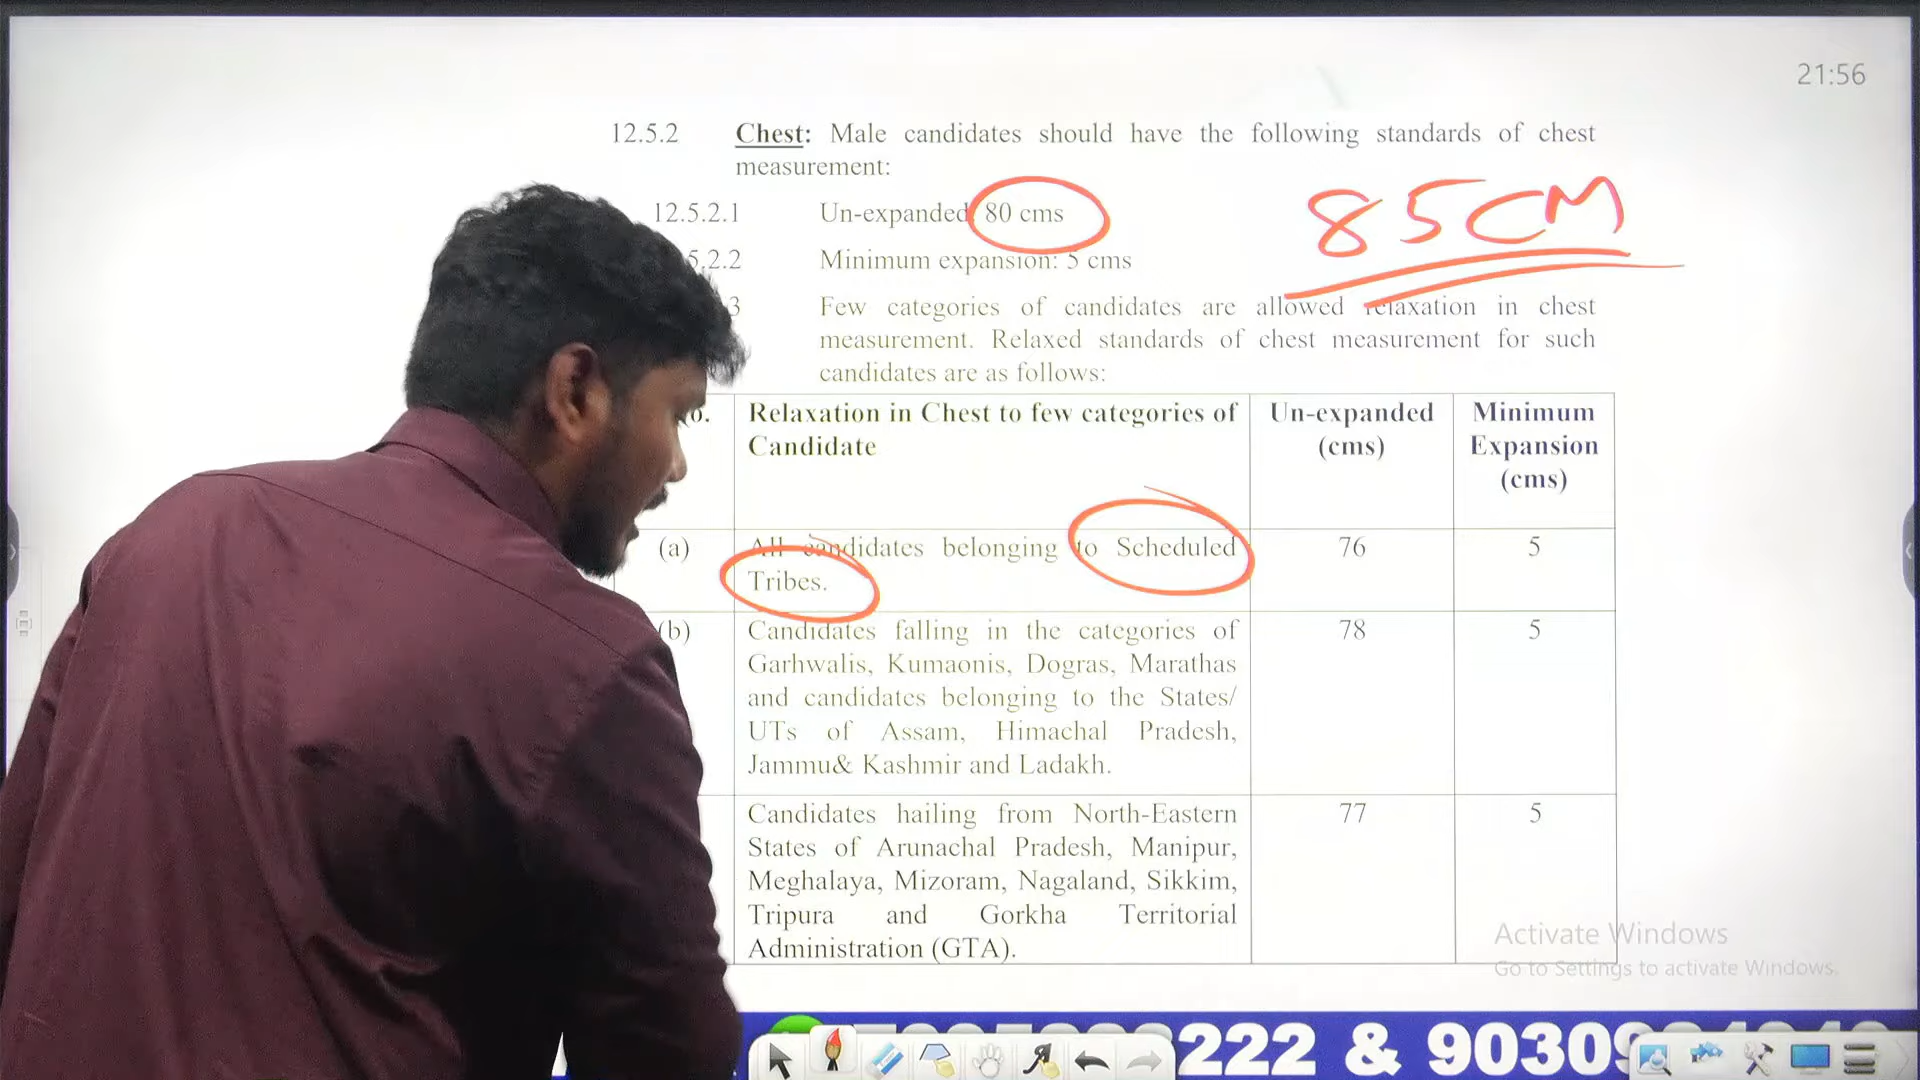 21:56
12.5.2 Chest: Male candidates should have the following standards of chest
measurement:
12.5.2.1 Un-expanded 80 cms
85CM
5.2.2 Minimum expansion: 5 cms
3 Few categories of candidates are allowed relaxation in chest
measurement. Relaxed standards of chest measurement for such
candidates are as follows:
o. Relaxation in Chest to few categories of Un-expanded Minimum
Candidate (cms) Expansion
(cms)
(a) All candidates belonging to Scheduled 76 5
Tribes.
(b) Candidates falling in the categories of 78 5
Garhwalis, Kumaonis, Dogras, Marathas
and candidates belonging to the States/
UTs of Assam, Himachal Pradesh,
Jammu& Kashmir and Ladakh.
Candidates hailing from North-Eastern 77 5
States of Arunachal Pradesh, Manipur,
Meghalaya, Mizoram, Nagaland, Sikkim,
Tripura and Gorkha Territorial
Administration (GTA).
Activate Windows
Go to Settings to activate Windows.
222 & 9030